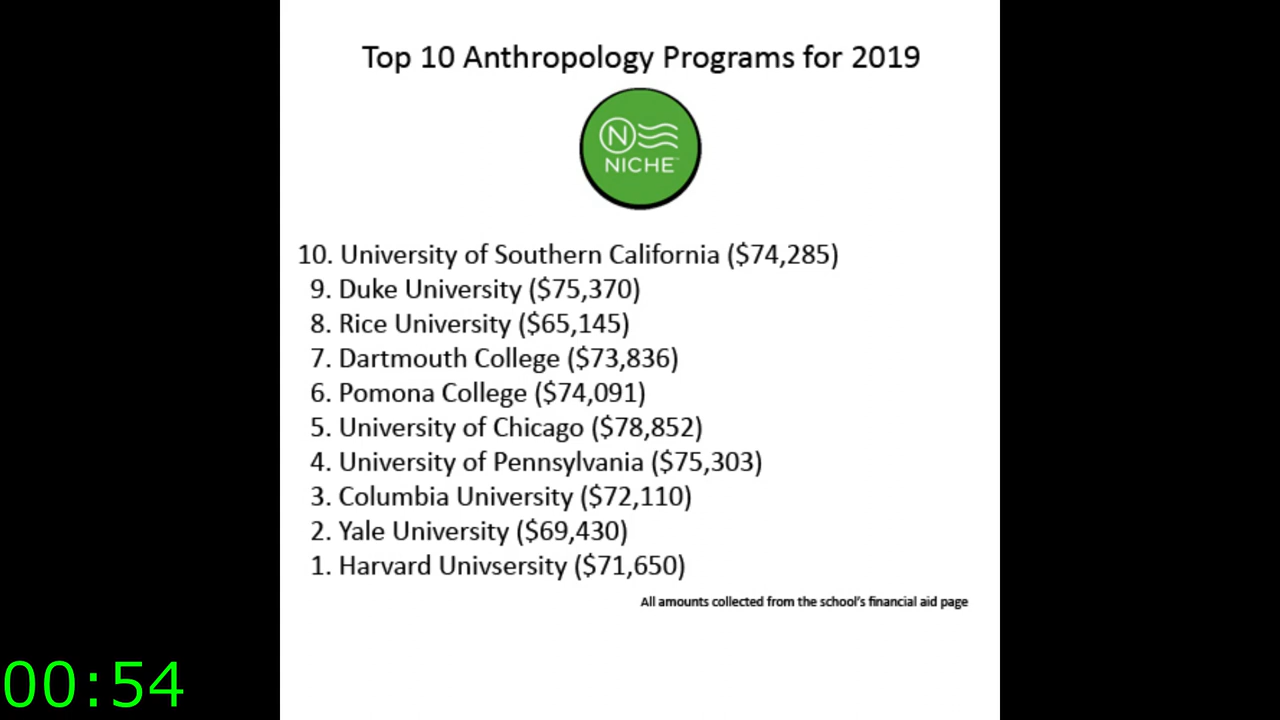 Top 10 Anthropology Programs for 2019
N
NICHE™
10. University of Southern California ($74,285)
9. Duke University ($75,370)
8. Rice University ($65,145)
7. Dartmouth College ($73,836)
6. Pomona College ($74,091)
5. University of Chicago ($78,852)
4. University of Pennsylvania ($75,303)
3. Columbia University ($72,110)
2. Yale University ($69,430)
1. Harvard Univsersity ($71,650)
All amounts collected from the school's financial aid page
00:54